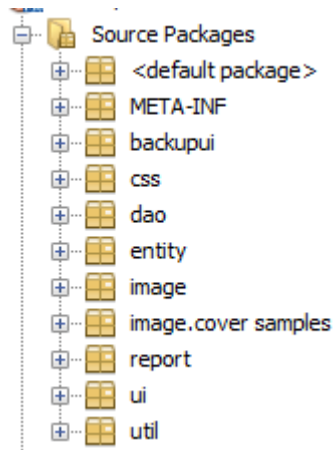 Source Packages
<default package>
META-INF
backupui
css
dao
entity
image
image.cover samples
report
ui
util